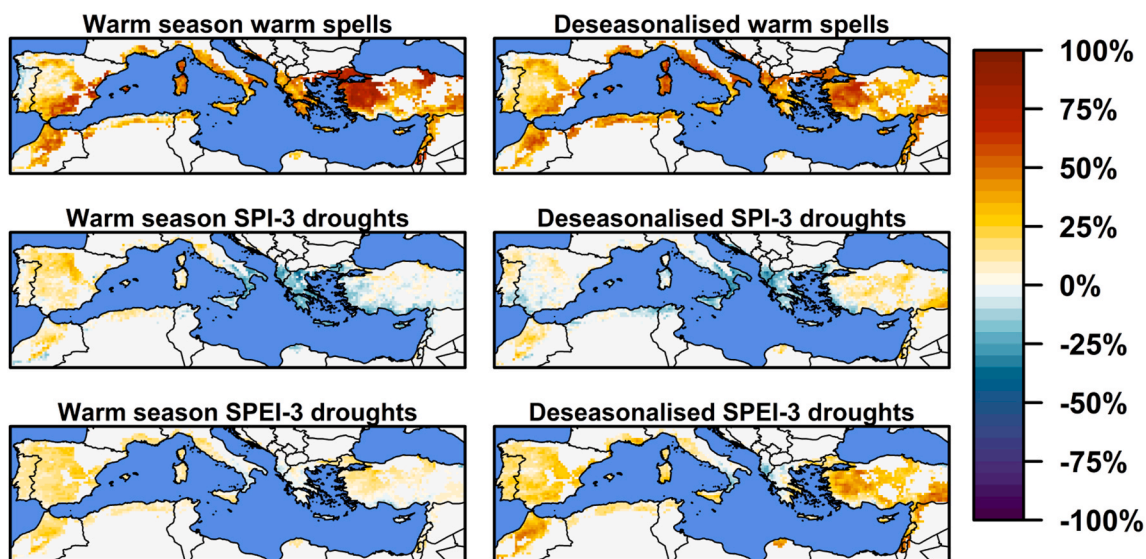 Warm season warm spells
Deseasonalised warm spells
Warm season SPI-3 droughts
Deseasonalised SPI-3 droughts
Warm season SPEI-3 droughts
Deseasonalised SPEI-3 droughts
100%
75%
50%
25%
0%
-25%
-50%
-75%
-100%